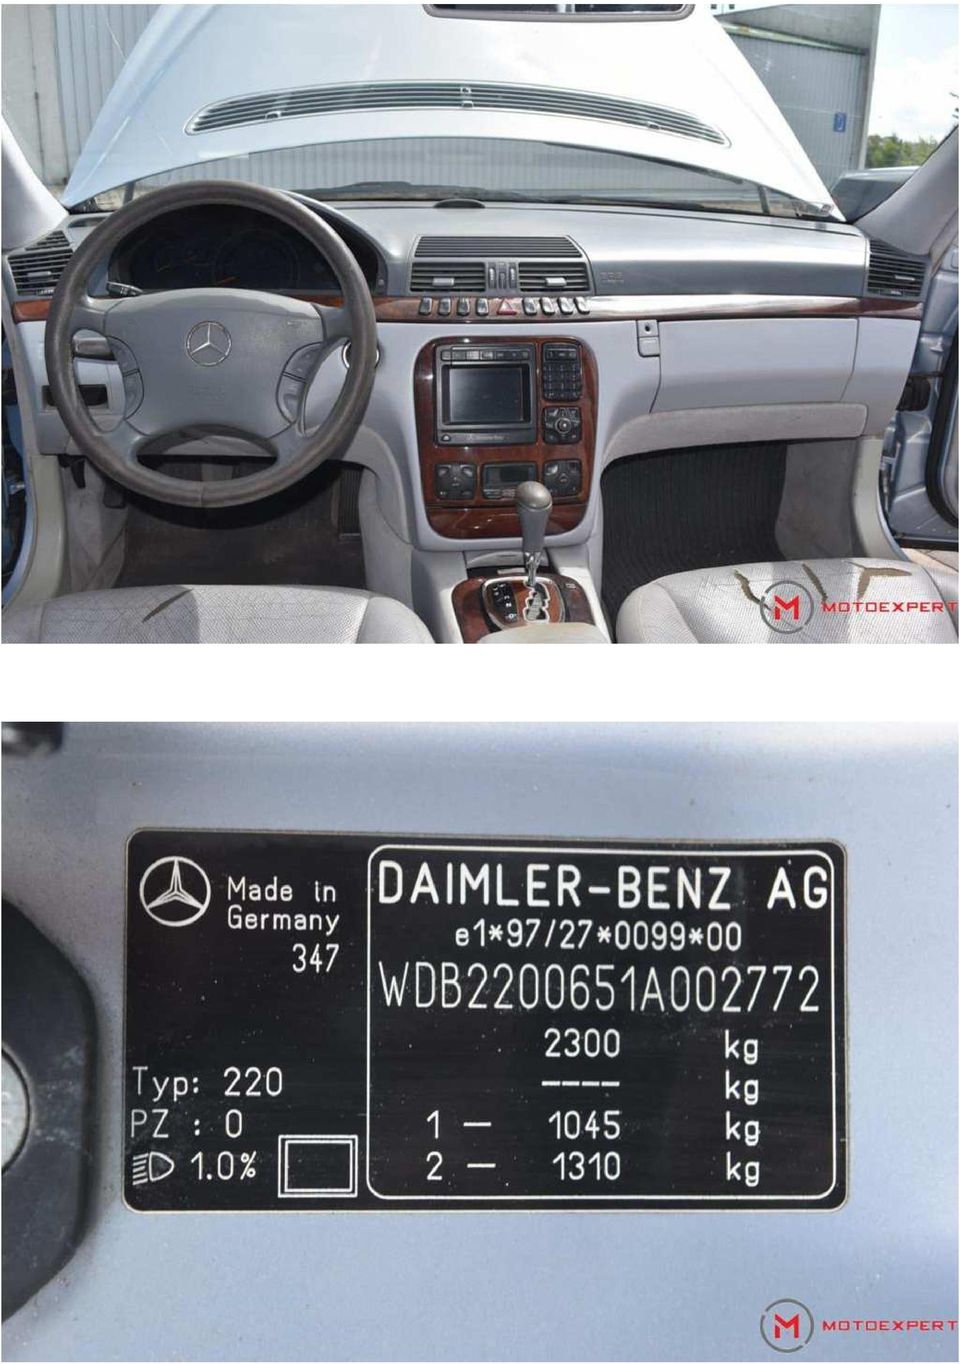 MOTOEXPERT
Made in
Germany
347
Typ: 220
PZ : 0
1.0%
DAIMLER-BENZ AG
e1*97/27*0099*00
WDB2200651A002772
2300 kg
---- kg
1 — 1045 kg
2 — 1310 kg
MOTOEXPERT